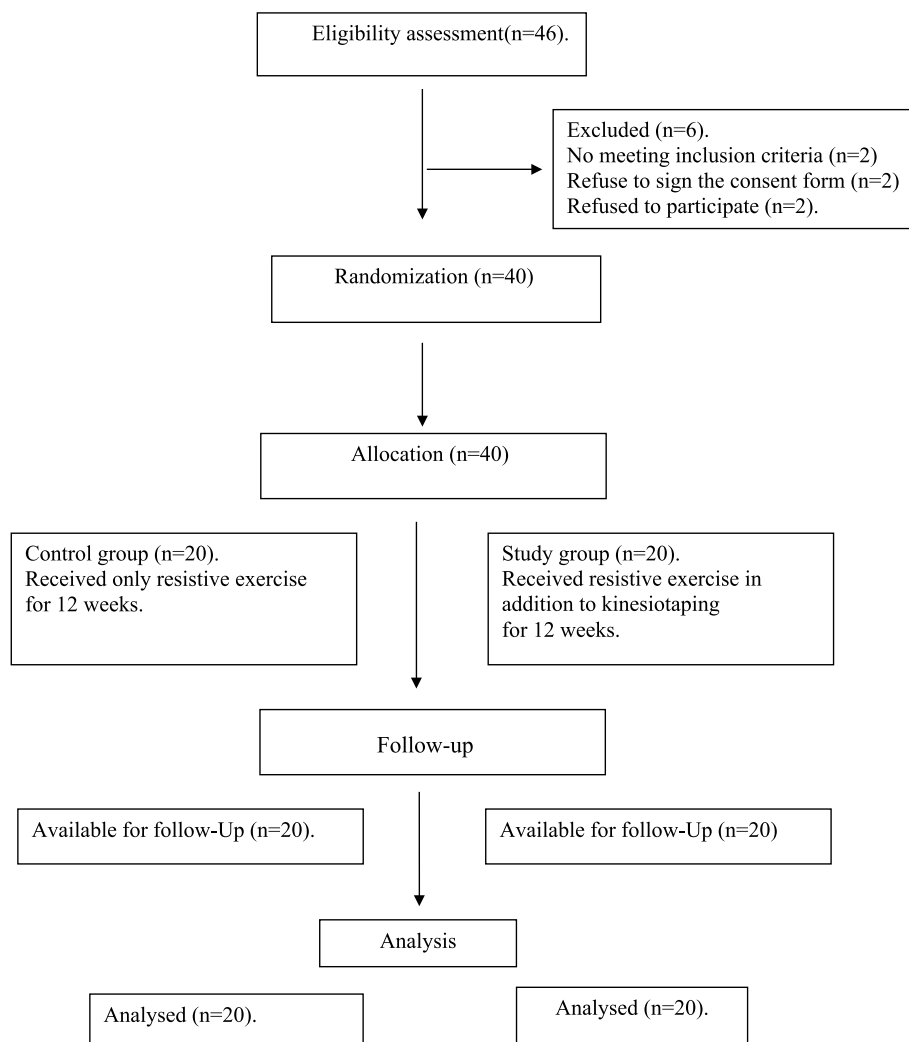 Eligibility assessment(n=46).
Excluded (n=6).
No meeting inclusion criteria (n=2)
Refuse to sign the consent form (n=2)
Refused to participate (n=2).
Randomization (n=40)
Allocation (n=40)
Control group (n=20).
Received only resistive exercise
for 12 weeks.
Study group (n=20).
Received resistive exercise in
addition to kinesiotaping
for 12 weeks.
Follow-up
Available for follow-Up (n=20).
Available for follow-Up (n=20)
Analysis
Analysed (n=20).
Analysed (n=20).